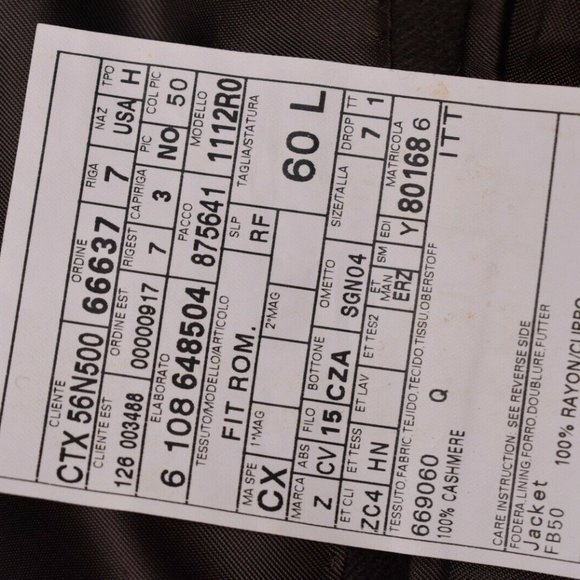 CLIENTE ORDINE RIGA NAZ TPO
CTX 56N500 66637 7 USA H
CLIENTE EST ORDINE EST RIGEST CAPIRIGA PIC COL PIC
126 003488 00000917 7 3 NO 50
ELABORATO PACCO MODELLO
6 108 648504 875641 1112R0
TESSUTO/MODELLO/ARTICOLO SLP TAGLIA/STATURA
FIT ROM. RF 60 L
MA SPE 1°MAG 2°MAG SIZE/TALLA DROP TT
CX 7 1
MARCA ABS FILO BOTTONE OMETTO SM EDI MATRICOLA
Z CV 15 CZA SGN04 Y 80168 6
ET CLI ET TESS ET LAV ET TES2 ET MAN
ZC4 HN ERZ ITT
TESSUTO FABRIC,TEJIDO,TECIDO,TISSU,OBERSTOFF
669060 Q
100% CASHMERE
CARE INSTRUCTION: SEE REVERSE SIDE
FODERA,LINING,FORRO,DOUBLURE,FUTTER
Jacket 100% RAYON/CUPRO
FB50